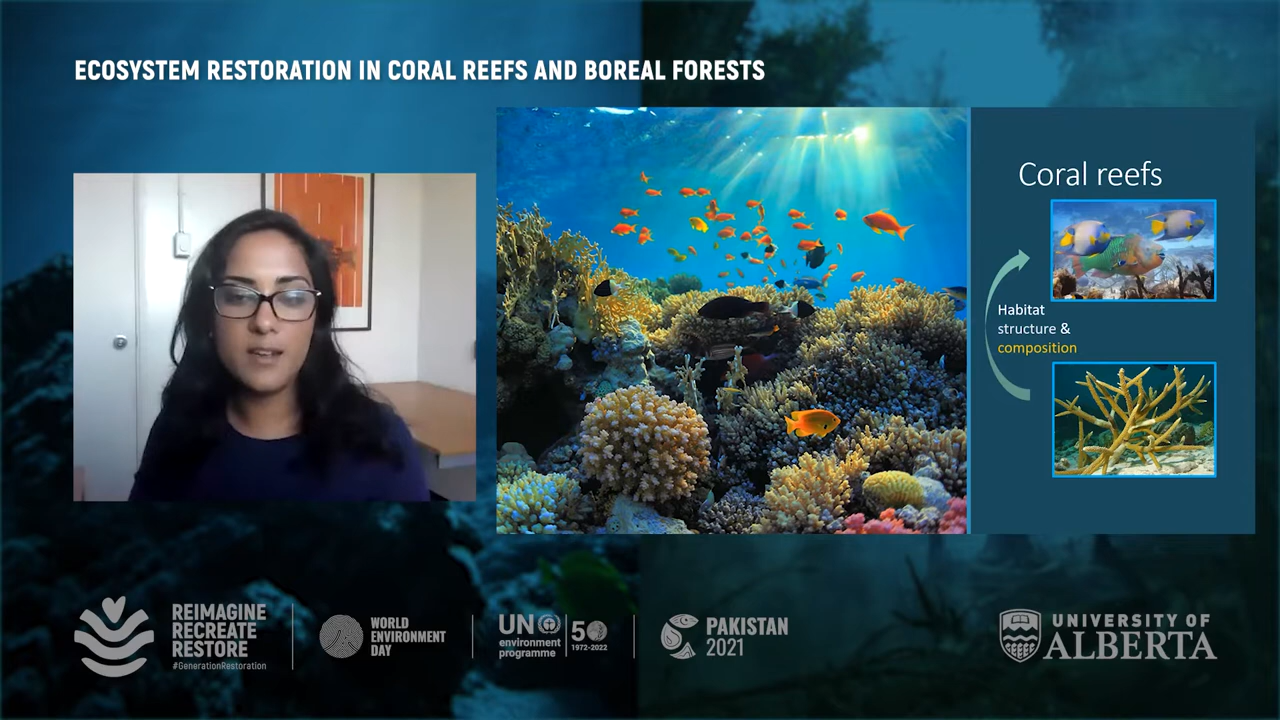 ECOSYSTEM RESTORATION IN CORAL REEFS AND BOREAL FORESTS
Coral reefs
Habitat
structure &
composition
REIMAGINE
RECREATE
RESTORE
#GenerationRestoration
WORLD
ENVIRONMENT
DAY
UN
environment
programme
50
1972-2022
PAKISTAN
2021
UNIVERSITY OF
ALBERTA